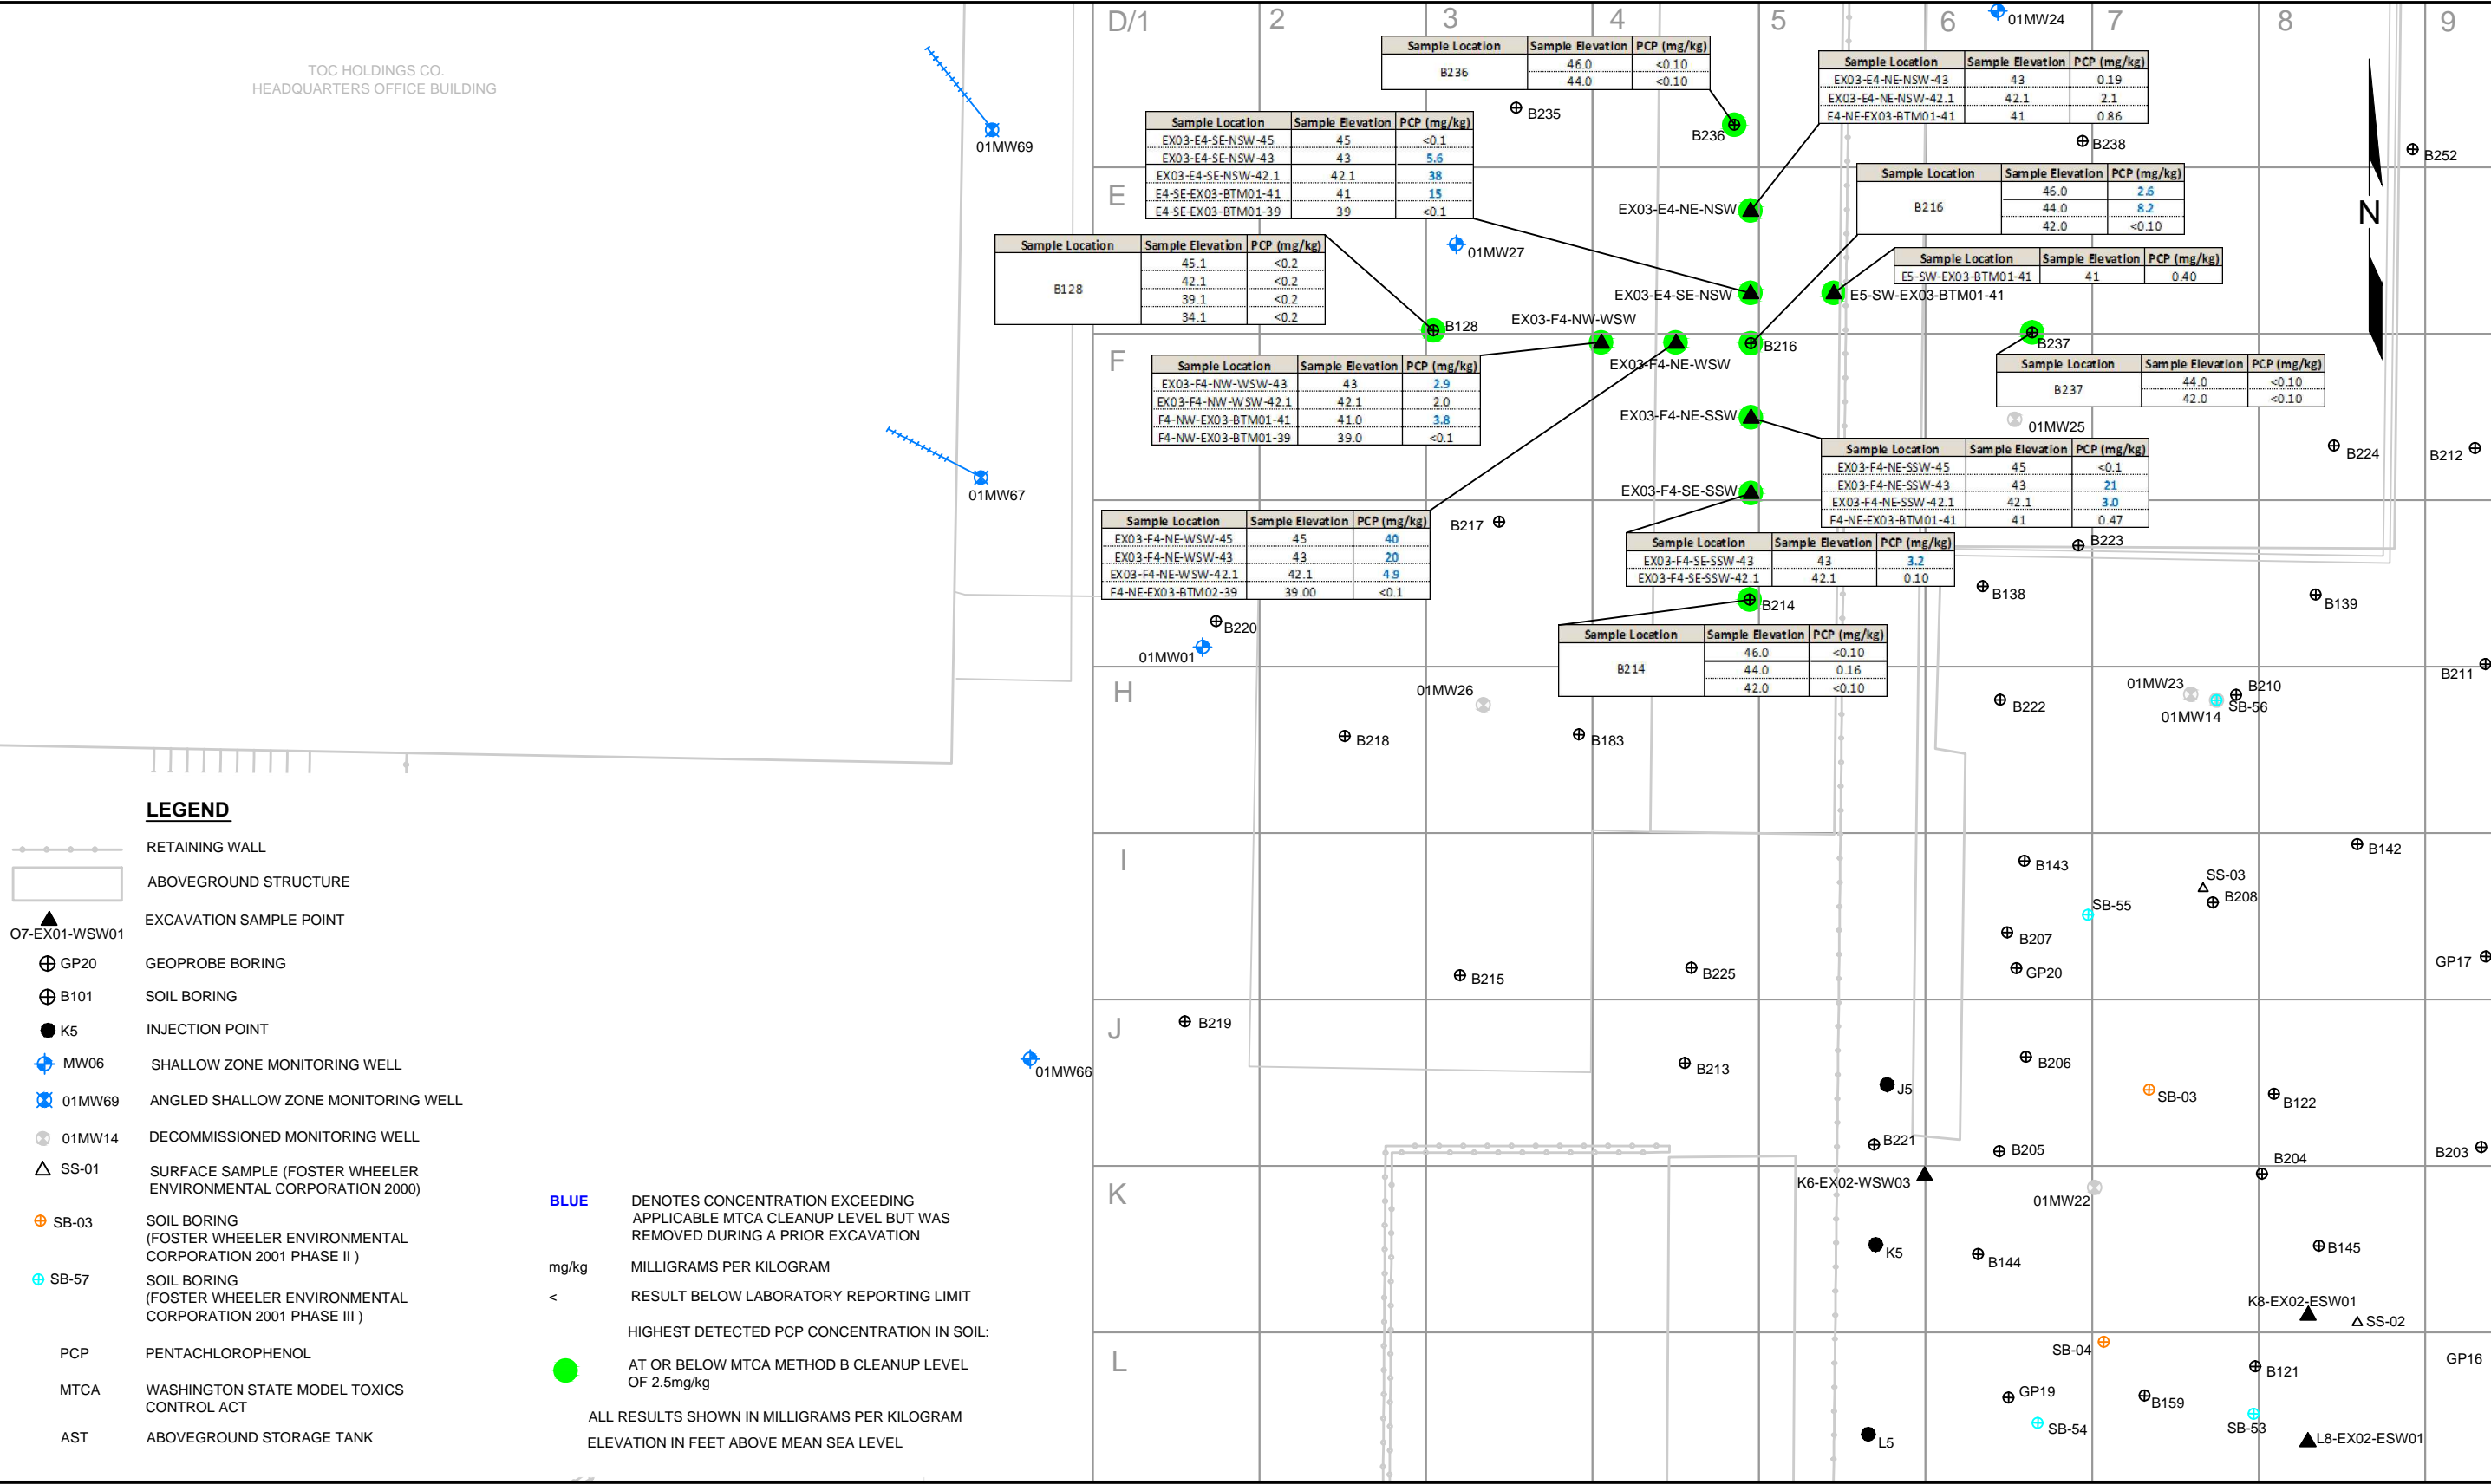 TOC HOLDINGS CO.
HEADQUARTERS OFFICE BUILDING
D/1 2 3 4 5 6 7 8 9
E
F
H
I
J
K
L
N
01MW24
01MW69
B235
B236
B238
B252
Sample Location Sample Elevation PCP (mg/kg)
B236
46.0 <0.10
44.0 <0.10
Sample Location Sample Elevation PCP (mg/kg)
EX03-E4-NE-NSW-43 43 0.19
EX03-E4-NE-NSW-42.1 42.1 2.1
E4-NE-EX03-BTM01-41 41 0.86
Sample Location Sample Elevation PCP (mg/kg)
EX03-E4-SE-NSW-45 45 <0.1
EX03-E4-SE-NSW-43 43 5.6
EX03-E4-SE-NSW-42.1 42.1 38
E4-SE-EX03-BTM01-41 41 15
E4-SE-EX03-BTM01-39 39 <0.1
Sample Location Sample Elevation PCP (mg/kg)
B216
46.0 2.6
44.0 8.2
42.0 <0.10
EX03-E4-NE-NSW
01MW27
Sample Location Sample Elevation PCP (mg/kg)
B128
45.1 <0.2
42.1 <0.2
39.1 <0.2
34.1 <0.2
Sample Location Sample Elevation PCP (mg/kg)
E5-SW-EX03-BTM01-41 41 0.40
EX03-E4-SE-NSW
E5-SW-EX03-BTM01-41
EX03-F4-NW-WSW
B128
B216
B237
EX03-F4-NE-WSW
Sample Location Sample Elevation PCP (mg/kg)
EX03-F4-NW-WSW-43 43 2.9
EX03-F4-NW-WSW-42.1 42.1 2.0
F4-NW-EX03-BTM01-41 41.0 3.8
F4-NW-EX03-BTM01-39 39.0 <0.1
Sample Location Sample Elevation PCP (mg/kg)
B237
44.0 <0.10
42.0 <0.10
EX03-F4-NE-SSW
01MW25
B224
B212
Sample Location Sample Elevation PCP (mg/kg)
EX03-F4-NE-SSW-45 45 <0.1
EX03-F4-NE-SSW-43 43 21
EX03-F4-NE-SSW-42.1 42.1 3.0
F4-NE-EX03-BTM01-41 41 0.47
01MW67
EX03-F4-SE-SSW
B217
B223
Sample Location Sample Elevation PCP (mg/kg)
EX03-F4-NE-WSW-45 45 40
EX03-F4-NE-WSW-43 43 20
EX03-F4-NE-WSW-42.1 42.1 4.9
F4-NE-EX03-BTM02-39 39.00 <0.1
Sample Location Sample Elevation PCP (mg/kg)
EX03-F4-SE-SSW-43 43 3.2
EX03-F4-SE-SSW-42.1 42.1 0.10
B214
B138
B139
B220
01MW01
Sample Location Sample Elevation PCP (mg/kg)
B214
46.0 <0.10
44.0 0.16
42.0 <0.10
B211
01MW26
01MW23
B210
SB-56
01MW14
B222
B218
B183
B142
B143
SS-03
B208
SB-55
B207
GP20
GP17
B215
B225
B219
01MW66
B213
B206
J5
SB-03
B122
B221
B205
B203
B204
K6-EX02-WSW03
01MW22
K5
B144
B145
K8-EX02-ESW01
SS-02
SB-04
GP16
B121
GP19
B159
SB-54
SB-53
L5
L8-EX02-ESW01
LEGEND
RETAINING WALL
ABOVEGROUND STRUCTURE
O7-EX01-WSW01 EXCAVATION SAMPLE POINT
GP20 GEOPROBE BORING
B101 SOIL BORING
K5 INJECTION POINT
MW06 SHALLOW ZONE MONITORING WELL
01MW69 ANGLED SHALLOW ZONE MONITORING WELL
01MW14 DECOMMISSIONED MONITORING WELL
SS-01 SURFACE SAMPLE (FOSTER WHEELER
ENVIRONMENTAL CORPORATION 2000)
SB-03 SOIL BORING
(FOSTER WHEELER ENVIRONMENTAL
CORPORATION 2001 PHASE II )
SB-57 SOIL BORING
(FOSTER WHEELER ENVIRONMENTAL
CORPORATION 2001 PHASE III )
PCP PENTACHLOROPHENOL
MTCA WASHINGTON STATE MODEL TOXICS
CONTROL ACT
AST ABOVEGROUND STORAGE TANK
BLUE DENOTES CONCENTRATION EXCEEDING
APPLICABLE MTCA CLEANUP LEVEL BUT WAS
REMOVED DURING A PRIOR EXCAVATION
mg/kg MILLIGRAMS PER KILOGRAM
< RESULT BELOW LABORATORY REPORTING LIMIT
HIGHEST DETECTED PCP CONCENTRATION IN SOIL:
AT OR BELOW MTCA METHOD B CLEANUP LEVEL
OF 2.5mg/kg
ALL RESULTS SHOWN IN MILLIGRAMS PER KILOGRAM
ELEVATION IN FEET ABOVE MEAN SEA LEVEL